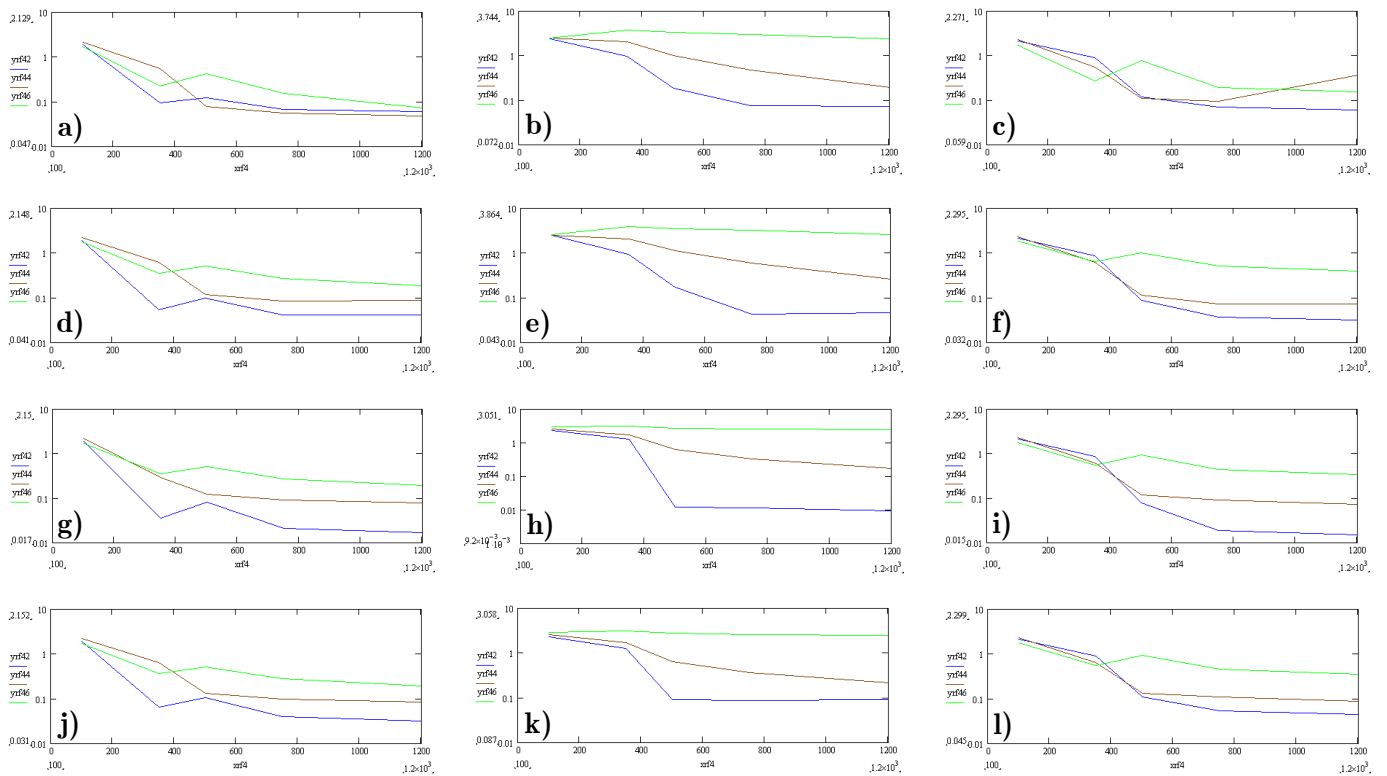 2.129 10
yrf42 1
yrf44
yrf46 0.1
a)
0.047 0.01
0 200 400 600 800 1000 1200
100 xrf4 1.2×10³
3.744 10
yrf42 1
yrf44
yrf46 0.1
b)
0.072 0.01
0 200 400 600 800 1000 1200
100 xrf4 1.2×10³
2.271 10
yrf42 1
yrf44
yrf46 0.1
c)
0.059 0.01
0 200 400 600 800 1000 1200
100 xrf4 1.2×10³
2.148 10
yrf42 1
yrf44
yrf46 0.1
d)
0.041 0.01
0 200 400 600 800 1000 1200
100 xrf4 1.2×10³
3.864 10
yrf42 1
yrf44
yrf46 0.1
e)
0.043 0.01
0 200 400 600 800 1000 1200
100 xrf4 1.2×10³
2.295 10
yrf42 1
yrf44
yrf46 0.1
f)
0.032 0.01
0 200 400 600 800 1000 1200
100 xrf4 1.2×10³
2.15 10
yrf42 1
yrf44
yrf46 0.1
g)
0.017 0.01
0 200 400 600 800 1000 1200
100 xrf4 1.2×10³
3.051 10
yrf42 1
yrf44 0.1
yrf46 0.01
h)
9.2×10⁻³ 1·10⁻³
0 200 400 600 800 1000 1200
100 xrf4 1.2×10³
2.295 10
yrf42 1
yrf44
yrf46 0.1
i)
0.015 0.01
0 200 400 600 800 1000 1200
100 xrf4 1.2×10³
2.152 10
yrf42 1
yrf44
yrf46 0.1
j)
0.031 0.01
0 200 400 600 800 1000 1200
100 xrf4 1.2×10³
3.058 10
yrf42 1
yrf44
yrf46 0.1
k)
0.087 0.01
0 200 400 600 800 1000 1200
100 xrf4 1.2×10³
2.299 10
yrf42 1
yrf44
yrf46 0.1
l)
0.045 0.01
0 200 400 600 800 1000 1200
100 xrf4 1.2×10³